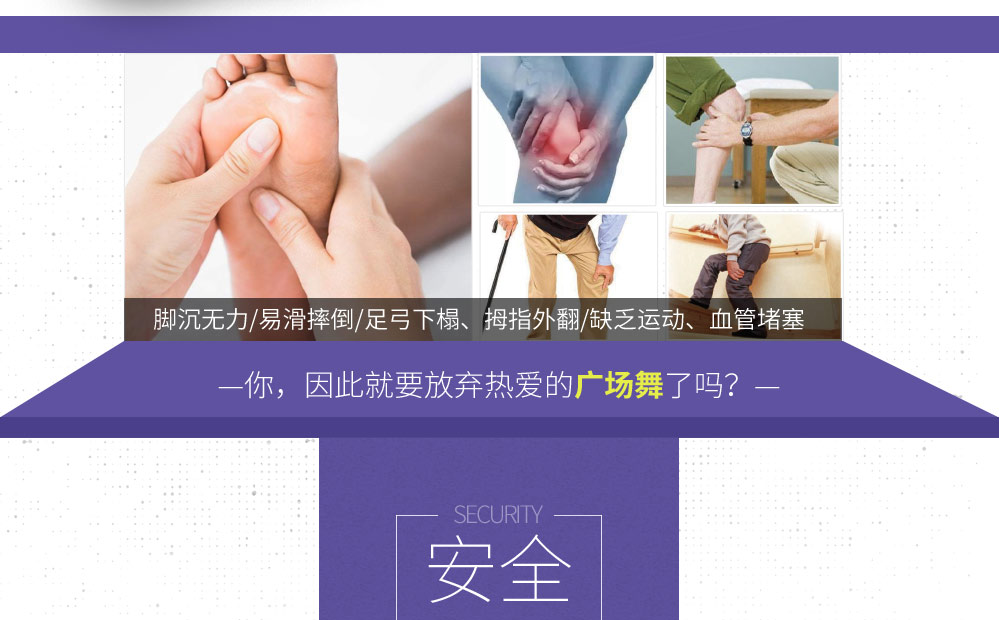 脚沉无力/易滑摔倒/足弓下榻、拇指外翻/缺乏运动、血管堵塞
—你，因此就要放弃热爱的广场舞了吗？—
SECURITY
安全